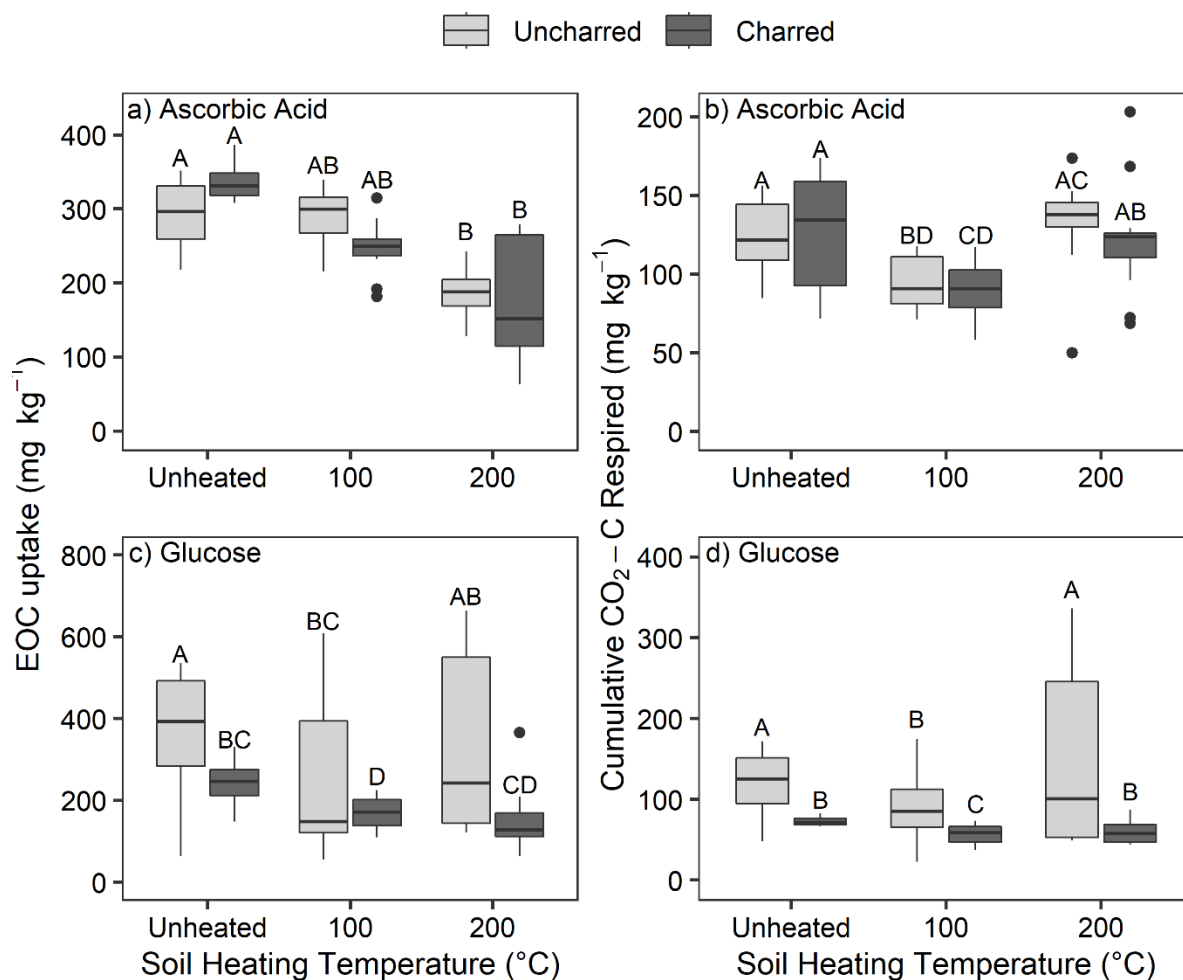 Uncharred Charred
a) Ascorbic Acid
A A AB AB B B
400
300
200
100
0
Unheated 100 200
b) Ascorbic Acid
A A BD CD AC AB
200
150
100
50
0
Unheated 100 200
c) Glucose
A BC BC D AB CD
800
600
400
200
0
Unheated 100 200
d) Glucose
A B B C A B
400
300
200
100
0
Unheated 100 200
EOC uptake (mg kg⁻¹)
Cumulative CO₂−C Respired (mg kg⁻¹)
Soil Heating Temperature (°C)
Soil Heating Temperature (°C)